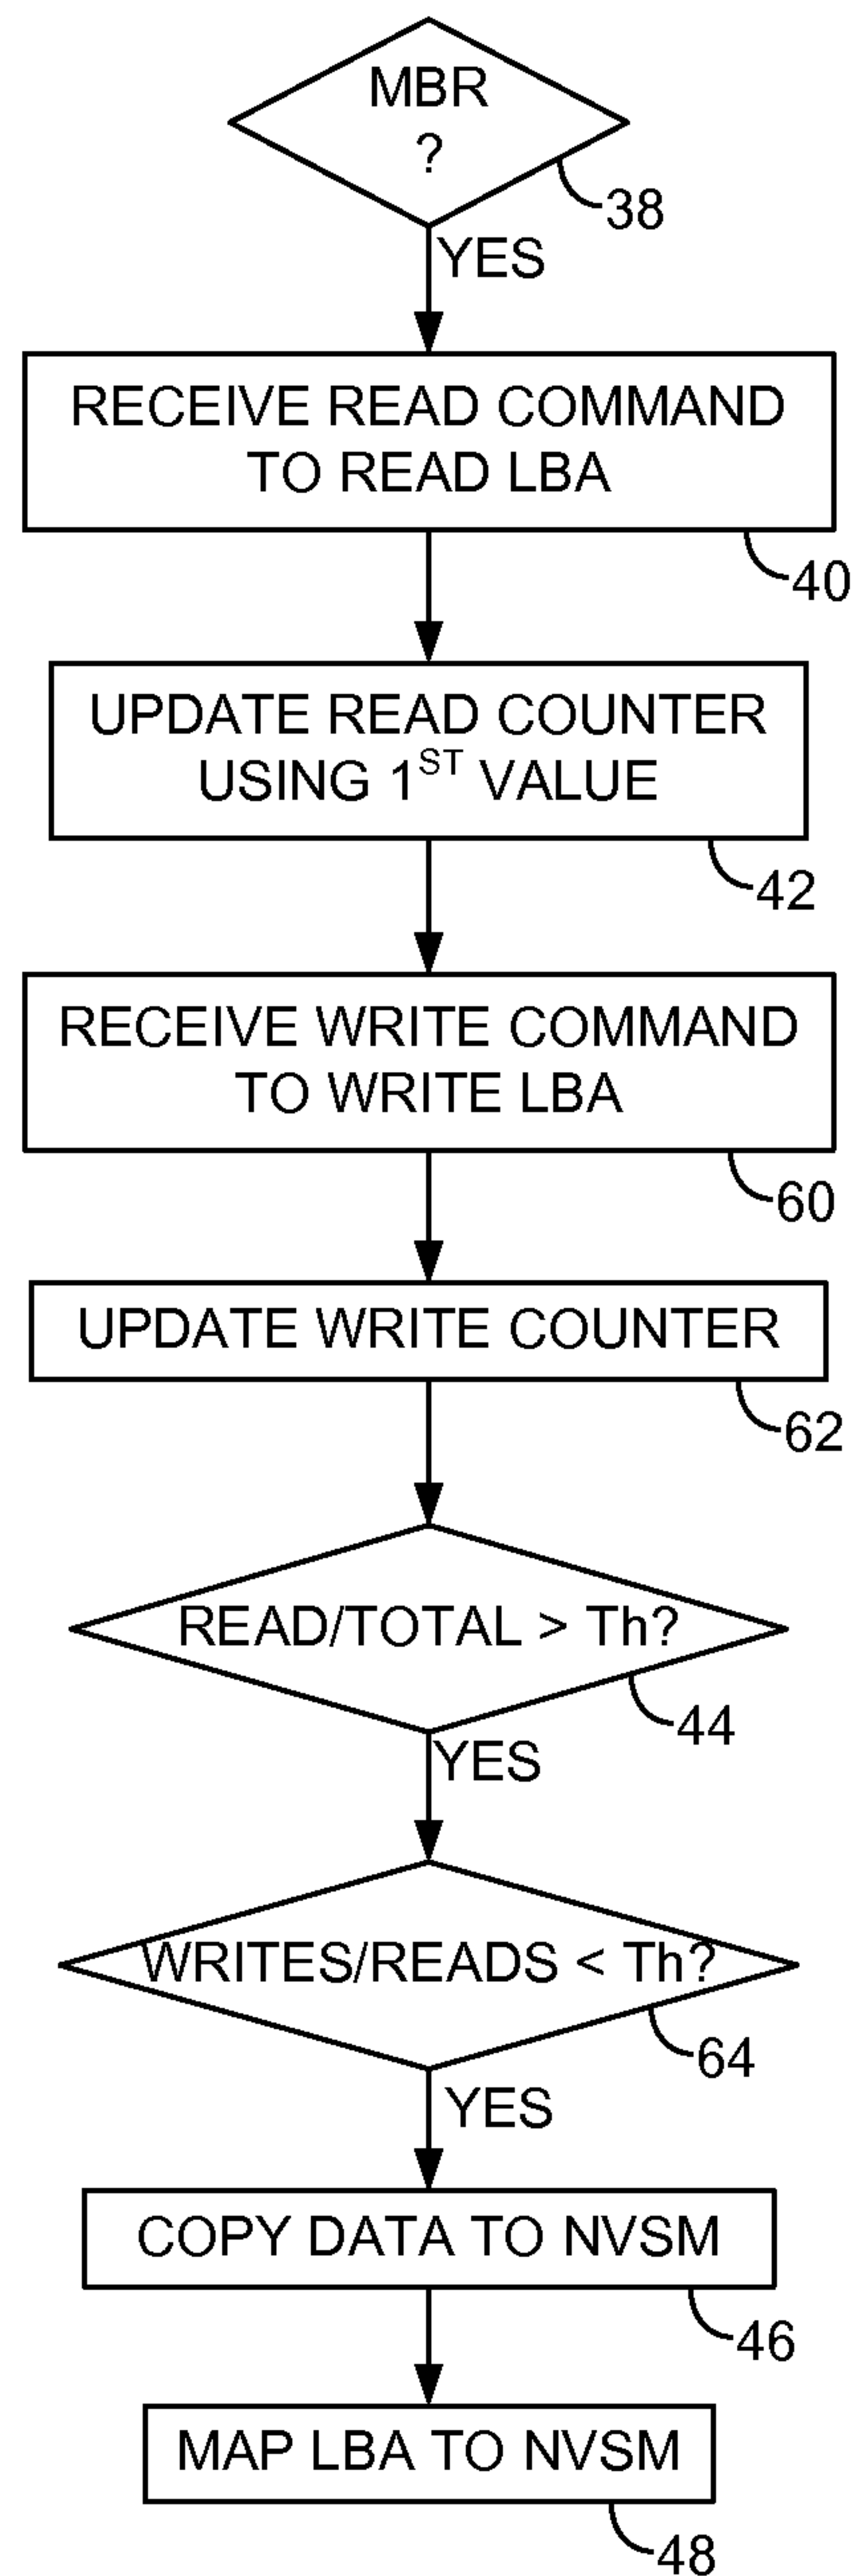 MBR
?
38
YES
RECEIVE READ COMMAND
TO READ LBA
40
UPDATE READ COUNTER
USING 1ST VALUE
42
RECEIVE WRITE COMMAND
TO WRITE LBA
60
UPDATE WRITE COUNTER
62
READ/TOTAL > Th?
44
YES
WRITES/READS < Th?
64
YES
COPY DATA TO NVSM
46
MAP LBA TO NVSM
48